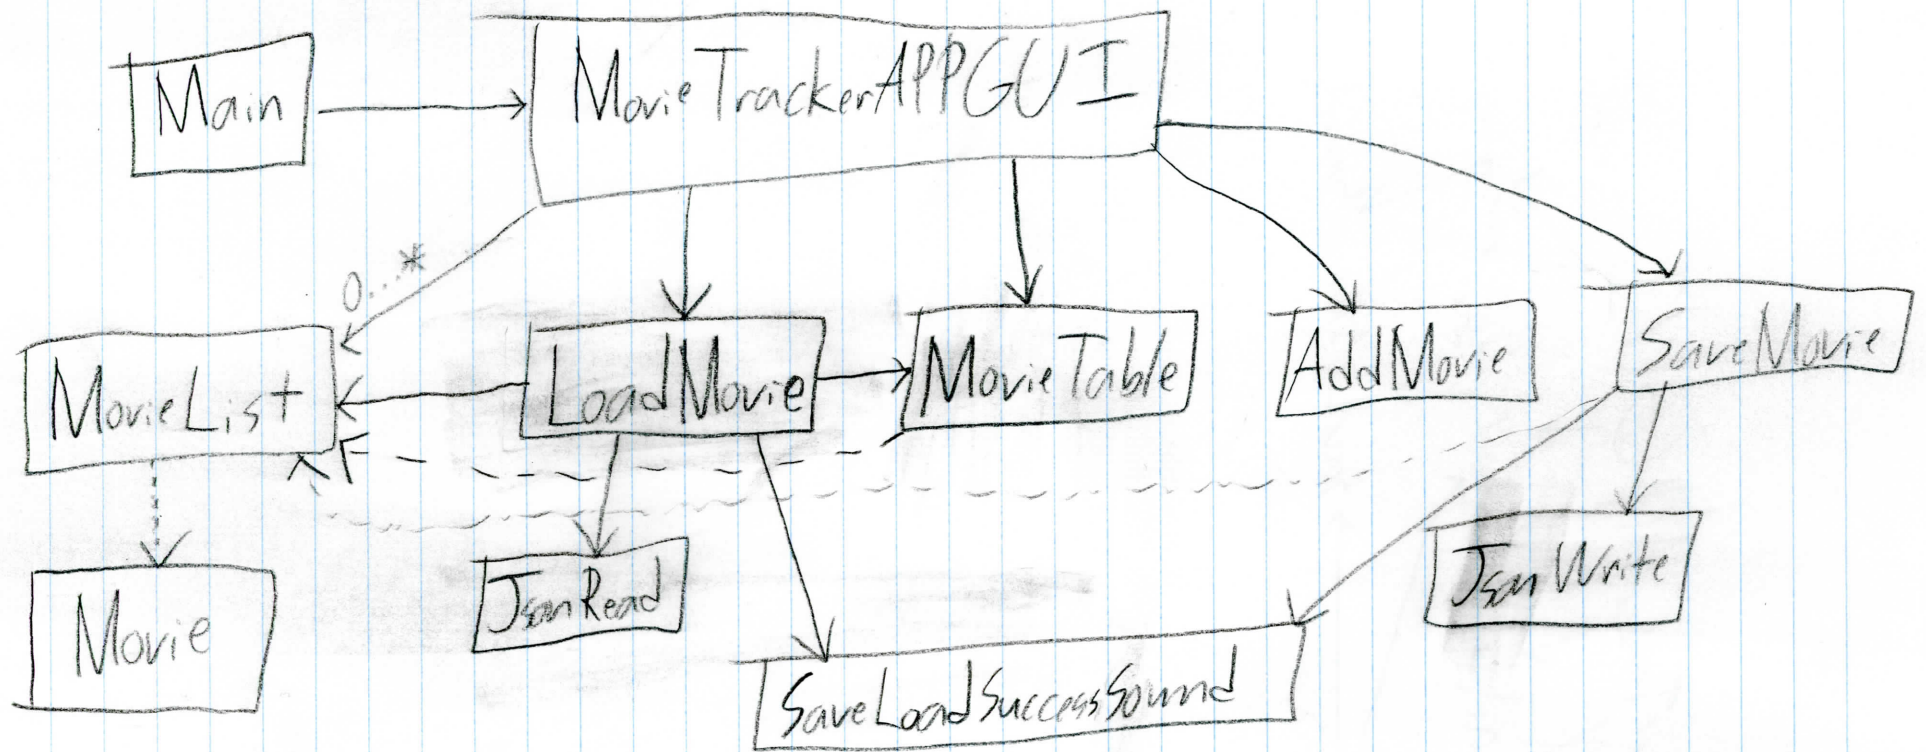 Main
MovieTrackerAPPGUI
0...*
MovieList
LoadMovie
MovieTable
AddMovie
SaveMovie
Movie
JsonRead
SaveLoadSuccessSound
JsonWrite